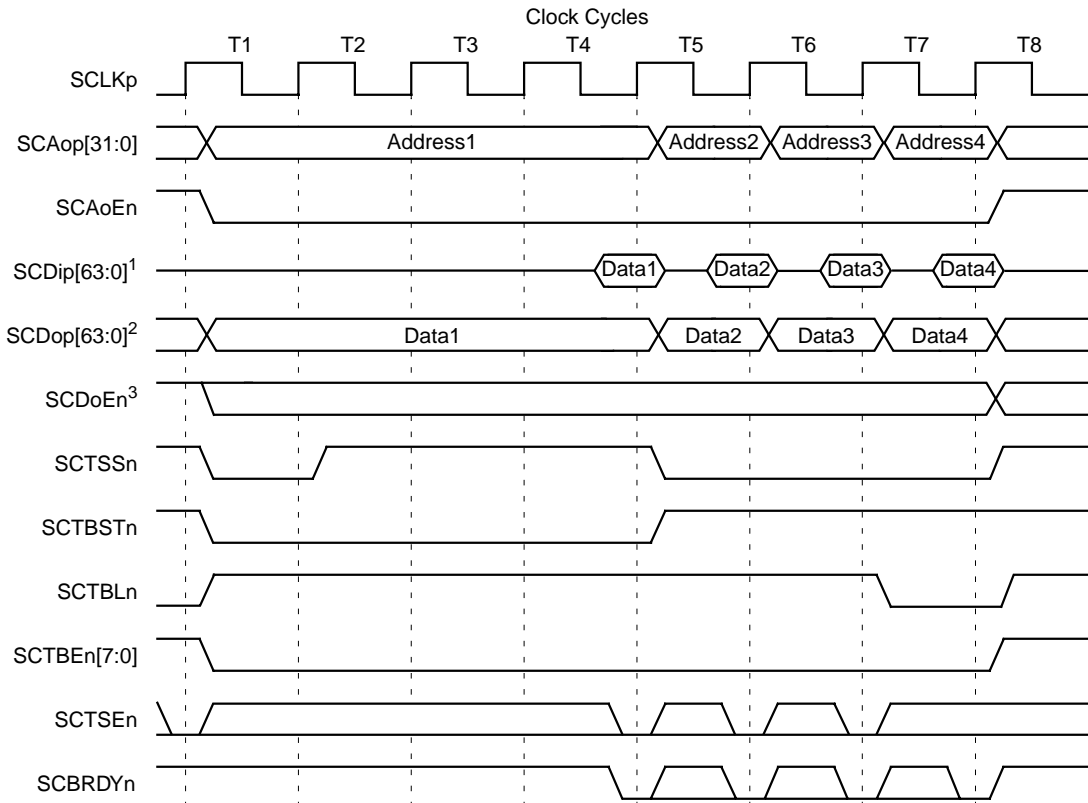 Clock Cycles
T1 T2 T3 T4 T5 T6 T7 T8
SCLKp
SCAop[31:0] Address1 Address2 Address3 Address4
SCAoEn
SCDip[63:0]1 Data1 Data2 Data3 Data4
SCDop[63:0]2 Data1 Data2 Data3 Data4
SCDoEn3
SCTSSn
SCTBSTn
SCTBLn
SCTBEn[7:0]
SCTSEn
SCBRDYn